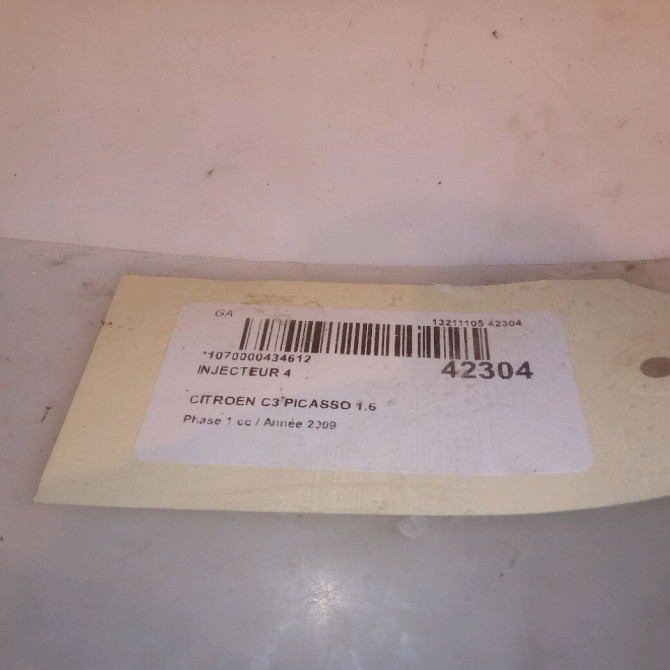 GA
13211105 42304
*1070000434612
42304
INJECTEUR 4
CITROEN C3 PICASSO 1.6
Phase 1 cc / Année 2009